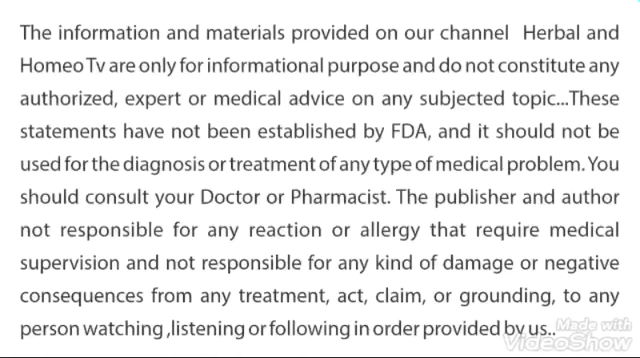 The information and materials provided on our channel Herbal and
Homeo Tv are only for informational purpose and do not constitute any
authorized, expert or medical advice on any subjected topic...These
statements have not been established by FDA, and it should not be
used for the diagnosis or treatment of any type of medical problem. You
should consult your Doctor or Pharmacist. The publisher and author
not responsible for any reaction or allergy that require medical
supervision and not responsible for any kind of damage or negative
consequences from any treatment, act, claim, or grounding, to any
person watching ,listening or following in order provided by us..
Made with
VideoShow